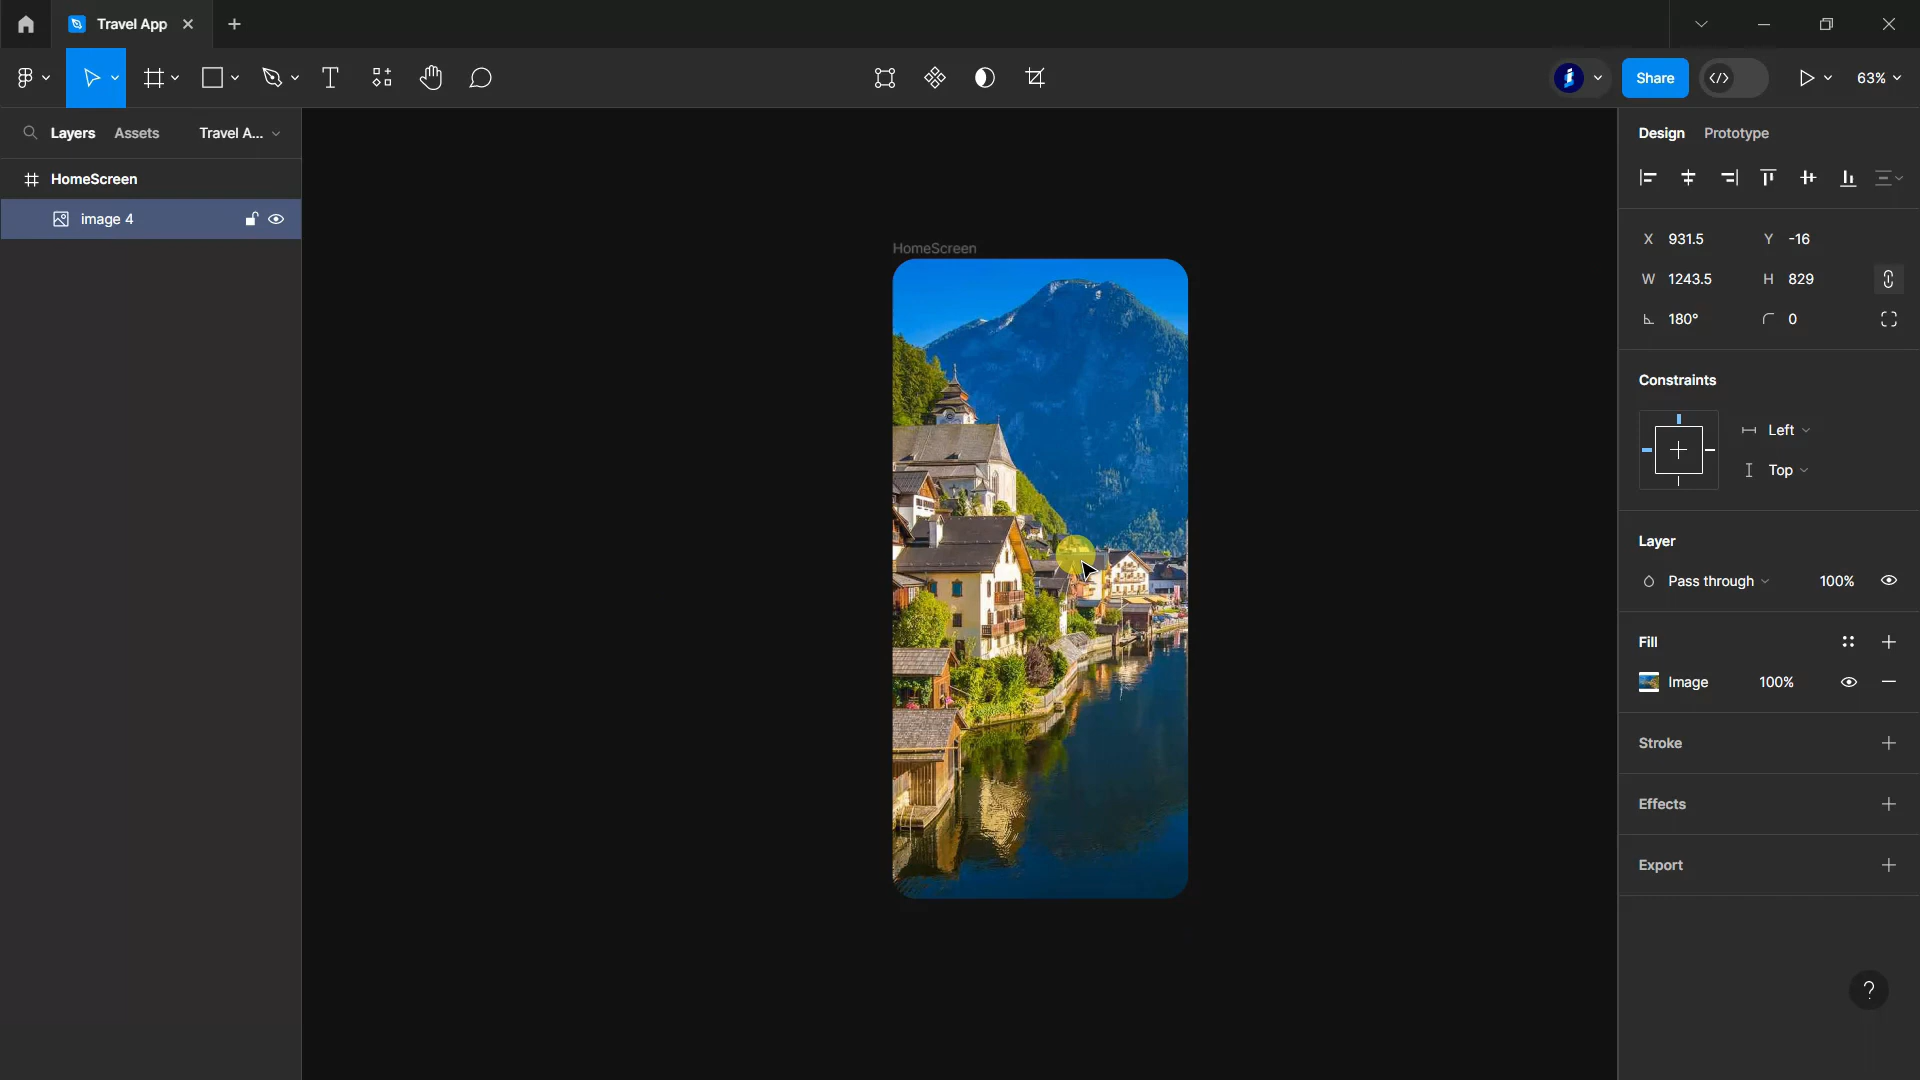 Travel App
Share
63%
Layers
Assets
Travel A...
Design
Prototype
HomeScreen
image 4
HomeScreen
X 931.5
Y -16
W 1243.5
H 829
180°
0
Constraints
Left
Top
Layer
Pass through
100%
Fill
Image
100%
Stroke
Effects
Export
?